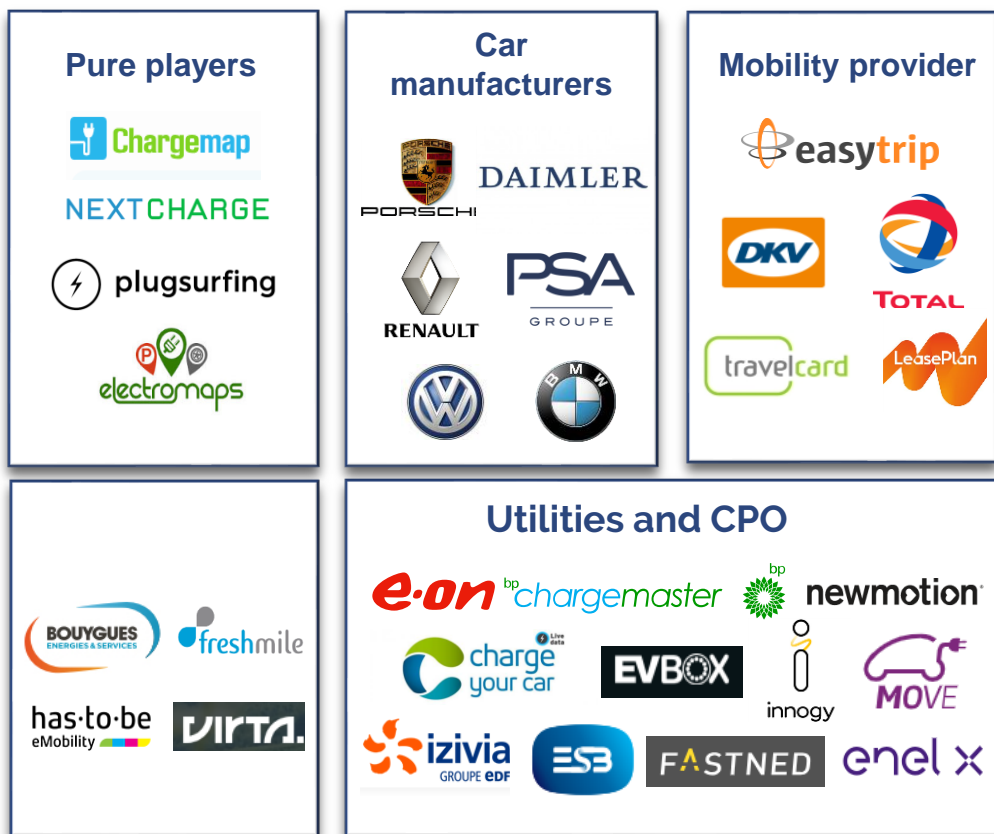 Pure players
Chargemap
NEXTCHARGE
plugsurfing
P
electromaps
Car
manufacturers
PORSCHE
PORSCHI
DAIMLER
RENAULT
PSA
GROUPE
BMW
Mobility provider
easytrip
DKV
TOTAL
travelcard
LeasePlan
BOUYGUES
ENERGIES & SERVICES
freshmile
has·to·be
eMobility
VIRTA.
Utilities and CPO
e·on
bp
chargemaster
bp
newmotion
charge
your car
Live
data
EVBOX
innogy
MOVE
izivia
GROUPE eDF
ESB
FASTNED
enel x